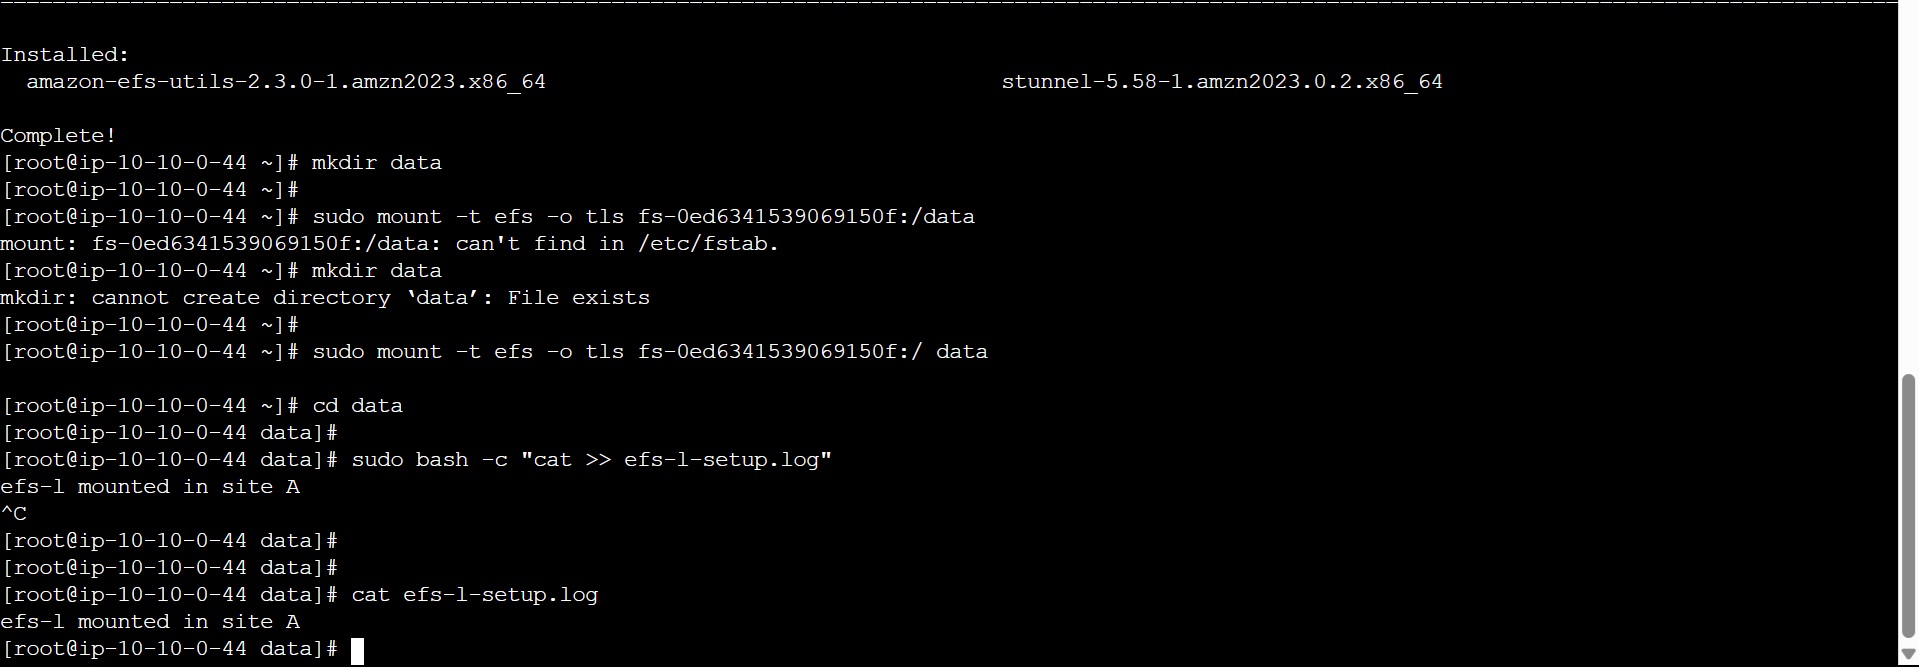 Installed:
  amazon-efs-utils-2.3.0-1.amzn2023.x86_64                                   stunnel-5.58-1.amzn2023.0.2.x86_64
Complete!
[root@ip-10-10-0-44 ~]# mkdir data
[root@ip-10-10-0-44 ~]#
[root@ip-10-10-0-44 ~]# sudo mount -t efs -o tls fs-0ed6341539069150f:/data
mount: fs-0ed6341539069150f:/data: can't find in /etc/fstab.
[root@ip-10-10-0-44 ~]# mkdir data
mkdir: cannot create directory ‘data’: File exists
[root@ip-10-10-0-44 ~]#
[root@ip-10-10-0-44 ~]# sudo mount -t efs -o tls fs-0ed6341539069150f:/ data
[root@ip-10-10-0-44 ~]# cd data
[root@ip-10-10-0-44 data]#
[root@ip-10-10-0-44 data]# sudo bash -c "cat >> efs-l-setup.log"
efs-l mounted in site A
^C
[root@ip-10-10-0-44 data]#
[root@ip-10-10-0-44 data]#
[root@ip-10-10-0-44 data]# cat efs-l-setup.log
efs-l mounted in site A
[root@ip-10-10-0-44 data]#